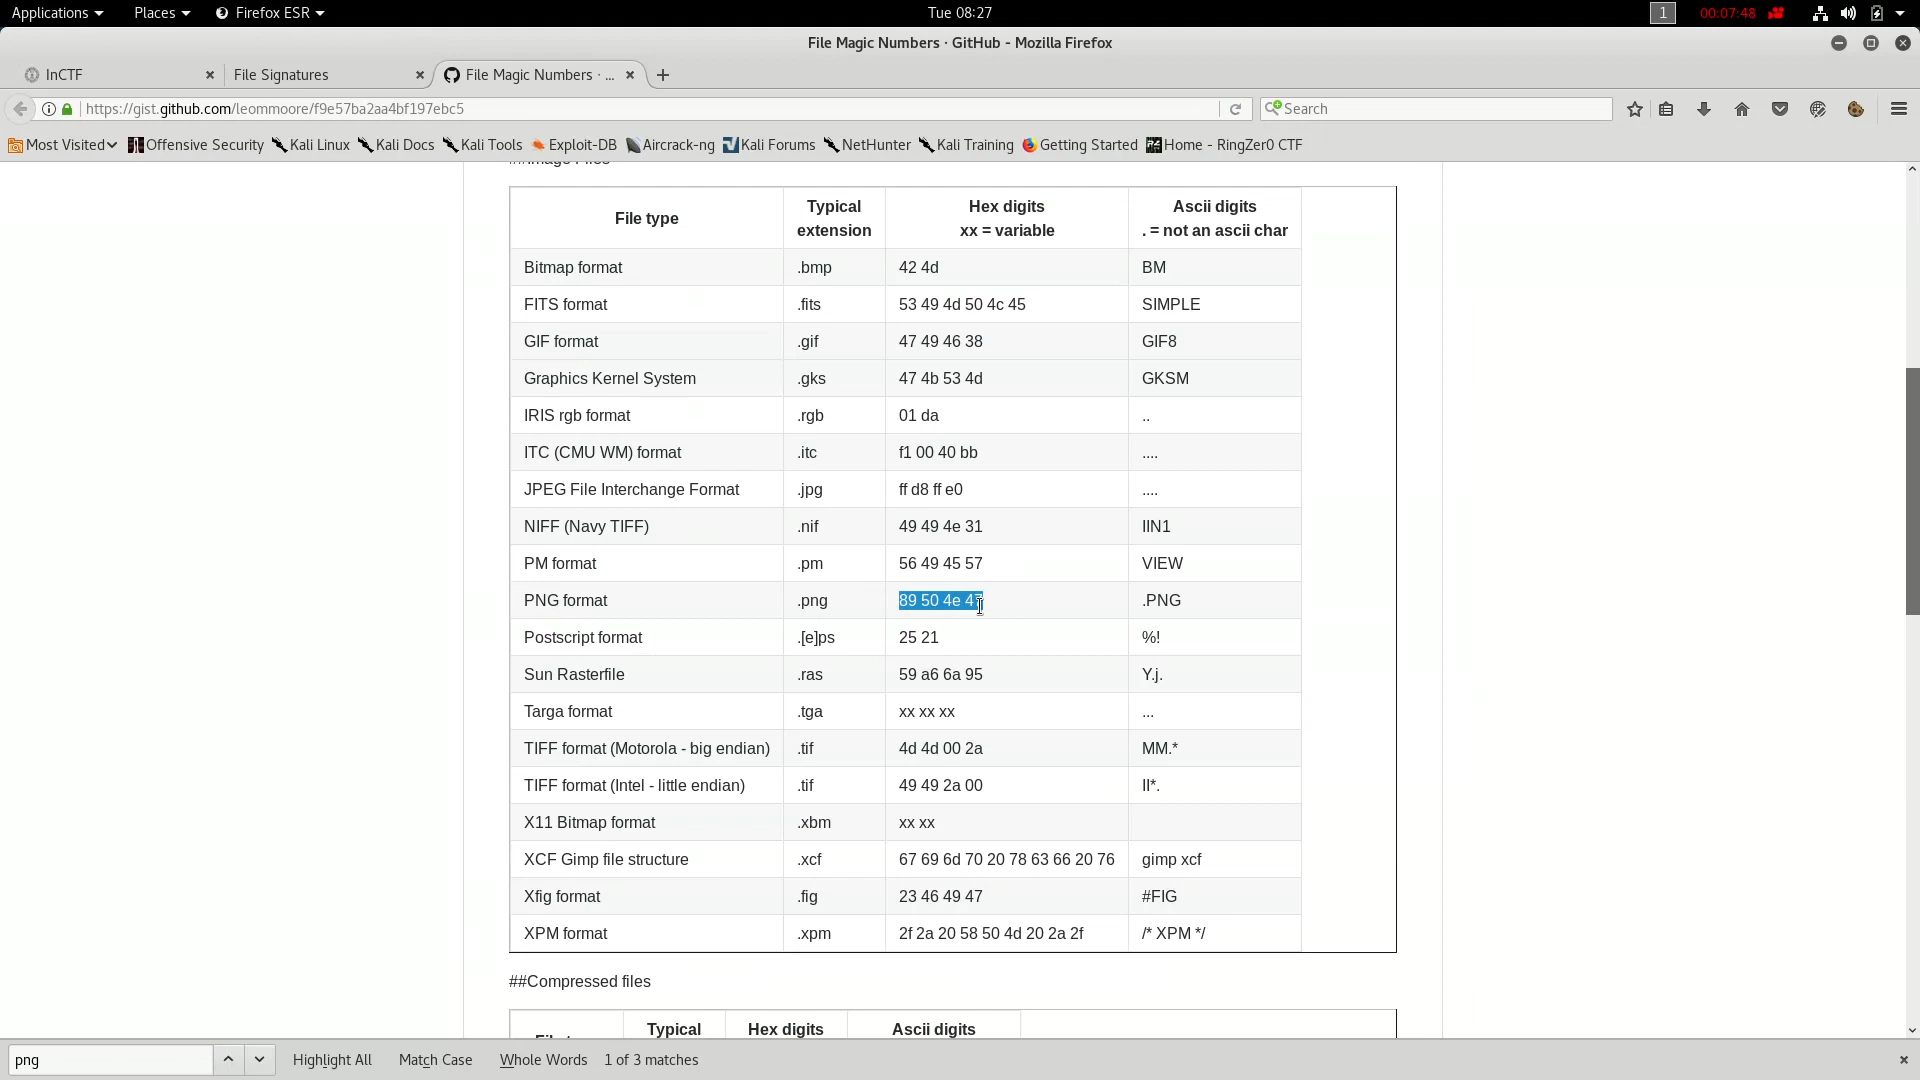 Applications Places Firefox ESR Tue 08:27 1 00:07:48
File Magic Numbers · GitHub - Mozilla Firefox
InCTF File Signatures File Magic Numbers · ...
https://gist.github.com/leommoore/f9e57ba2aa4bf197ebc5 Search
Most Visited Offensive Security Kali Linux Kali Docs Kali Tools Exploit-DB Aircrack-ng Kali Forums NetHunter Kali Training Getting Started Home - RingZer0 CTF
##Image Files
File type Typical extension Hex digits xx = variable Ascii digits . = not an ascii char
Bitmap format .bmp 42 4d BM
FITS format .fits 53 49 4d 50 4c 45 SIMPLE
GIF format .gif 47 49 46 38 GIF8
Graphics Kernel System .gks 47 4b 53 4d GKSM
IRIS rgb format .rgb 01 da ..
ITC (CMU WM) format .itc f1 00 40 bb ....
JPEG File Interchange Format .jpg ff d8 ff e0 ....
NIFF (Navy TIFF) .nif 49 49 4e 31 IIN1
PM format .pm 56 49 45 57 VIEW
PNG format .png 89 50 4e 47 .PNG
Postscript format .[e]ps 25 21 %!
Sun Rasterfile .ras 59 a6 6a 95 Y.j.
Targa format .tga xx xx xx ...
TIFF format (Motorola - big endian) .tif 4d 4d 00 2a MM.*
TIFF format (Intel - little endian) .tif 49 49 2a 00 II*.
X11 Bitmap format .xbm xx xx
XCF Gimp file structure .xcf 67 69 6d 70 20 78 63 66 20 76 gimp xcf
Xfig format .fig 23 46 49 47 #FIG
XPM format .xpm 2f 2a 20 58 50 4d 20 2a 2f /* XPM */
##Compressed files
Typical Hex digits Ascii digits
png Highlight All Match Case Whole Words 1 of 3 matches